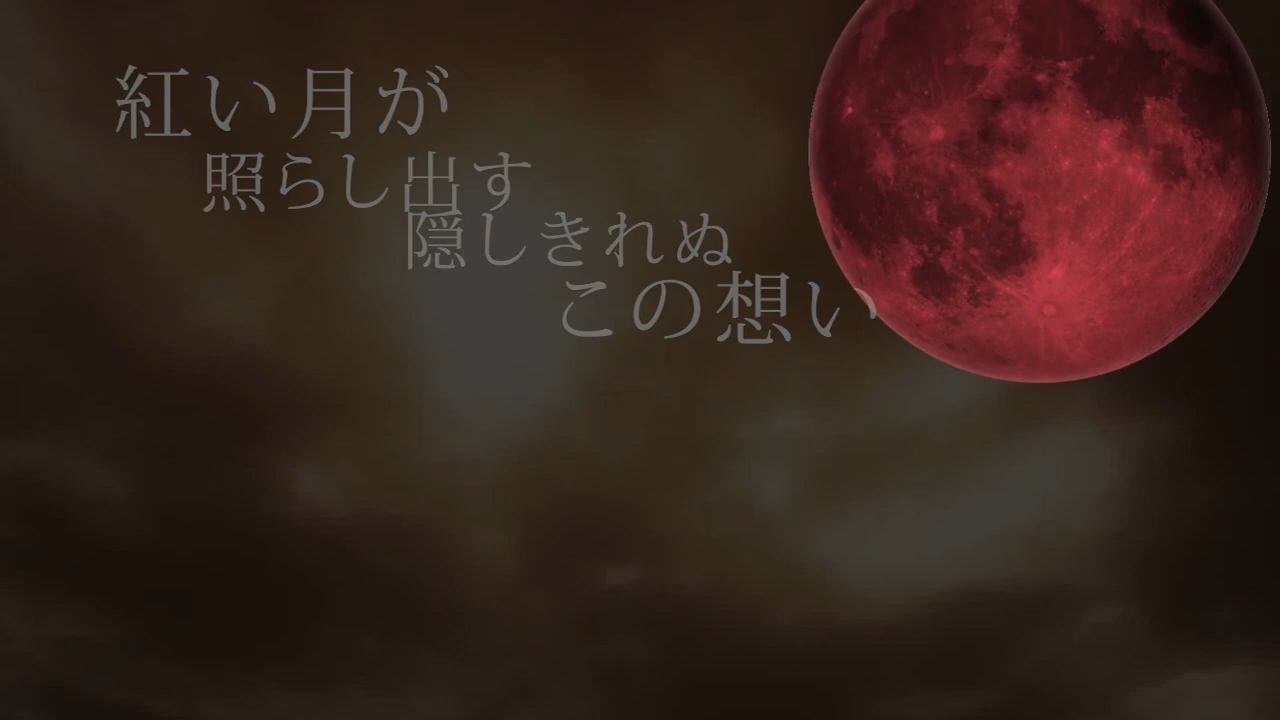 紅い月が
照らし出す
隠しきれぬ
この想い